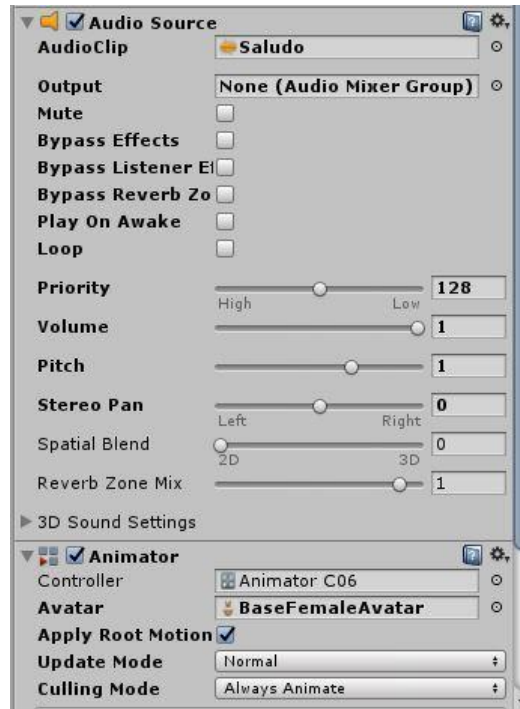 Audio Source
AudioClip Saludo
Output None (Audio Mixer Group)
Mute
Bypass Effects
Bypass Listener Ef
Bypass Reverb Zo
Play On Awake
Loop
Priority 128
High Low
Volume 1
Pitch 1
Stereo Pan 0
Left Right
Spatial Blend 0
2D 3D
Reverb Zone Mix 1
3D Sound Settings
Animator
Controller Animator C06
Avatar BaseFemaleAvatar
Apply Root Motion
Update Mode Normal
Culling Mode Always Animate